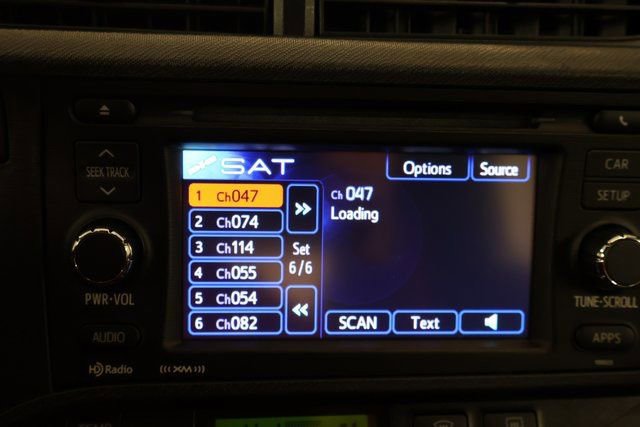 SAT
Options
Source
1 Ch047
2 Ch074
3 Ch114
4 Ch055
5 Ch054
6 Ch082
Set
6/6
Ch 047
Loading
SCAN
Text
SEEK TRACK
PWR•VOL
AUDIO
HD Radio
((( XM )))
CAR
SETUP
TUNE•SCROLL
APPS